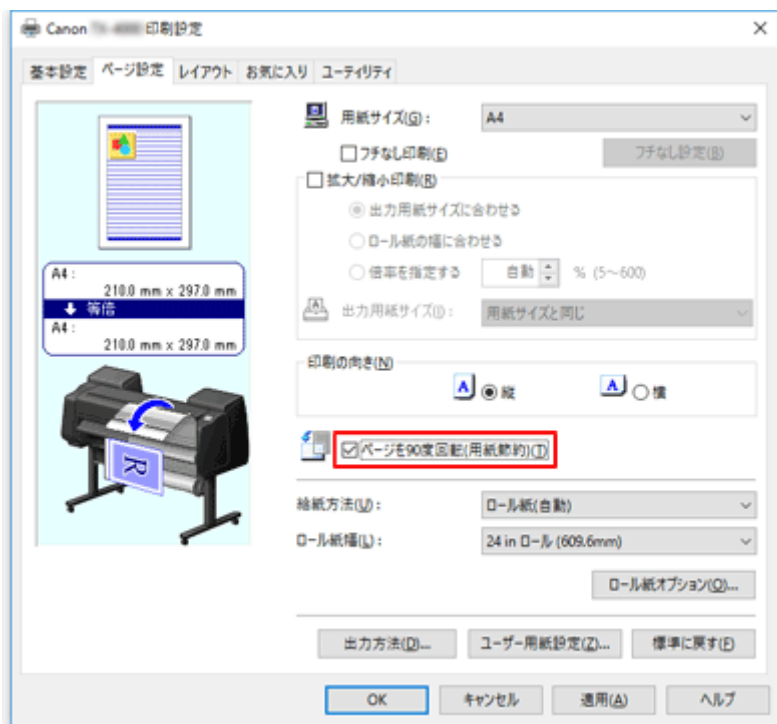 Canon 印刷設定
基本設定 ページ設定 レイアウト お気に入り ユーティリティ
用紙サイズ(G): A4
フチなし印刷(E) フチなし設定(B)
拡大/縮小印刷(R)
出力用紙サイズに合わせる
ロール紙の幅に合わせる
倍率を指定する 自動 % (5～600)
出力用紙サイズ(I): 用紙サイズと同じ
A4 :
210.0 mm x 297.0 mm
等倍
A4 :
210.0 mm x 297.0 mm
印刷の向き(N)
A 縦 A 横
ページを90度回転(用紙節約)(T)
R
給紙方法(U): ロール紙(自動)
ロール紙幅(L): 24 in ロール (609.6mm)
ロール紙オプション(O)...
出力方法(D)... ユーザー用紙設定(Z)... 標準に戻す(F)
OK キャンセル 適用(A) ヘルプ